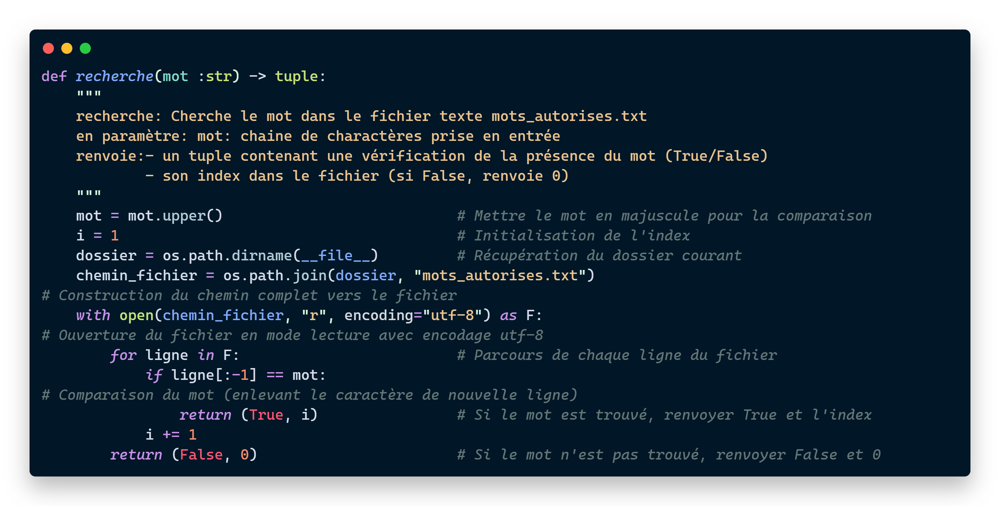 def recherche(mot :str) -> tuple:
    """
    recherche: Cherche le mot dans le fichier texte mots_autorises.txt
    en paramètre: mot: chaine de charactères prise en entrée
    renvoie:- un tuple contenant une vérification de la présence du mot (True/False)
            - son index dans le fichier (si False, renvoie 0)
    """
    mot = mot.upper()                           # Mettre le mot en majuscule pour la comparaison
    i = 1                                       # Initialisation de l'index
    dossier = os.path.dirname(__file__)         # Récupération du dossier courant
    chemin_fichier = os.path.join(dossier, "mots_autorises.txt")
# Construction du chemin complet vers le fichier
    with open(chemin_fichier, "r", encoding="utf-8") as F:
# Ouverture du fichier en mode lecture avec encodage utf-8
        for ligne in F:                         # Parcours de chaque ligne du fichier
            if ligne[:-1] == mot:
# Comparaison du mot (enlevant le caractère de nouvelle ligne)
                return (True, i)                # Si le mot est trouvé, renvoyer True et l'index
            i += 1
        return (False, 0)                       # Si le mot n'est pas trouvé, renvoyer False et 0